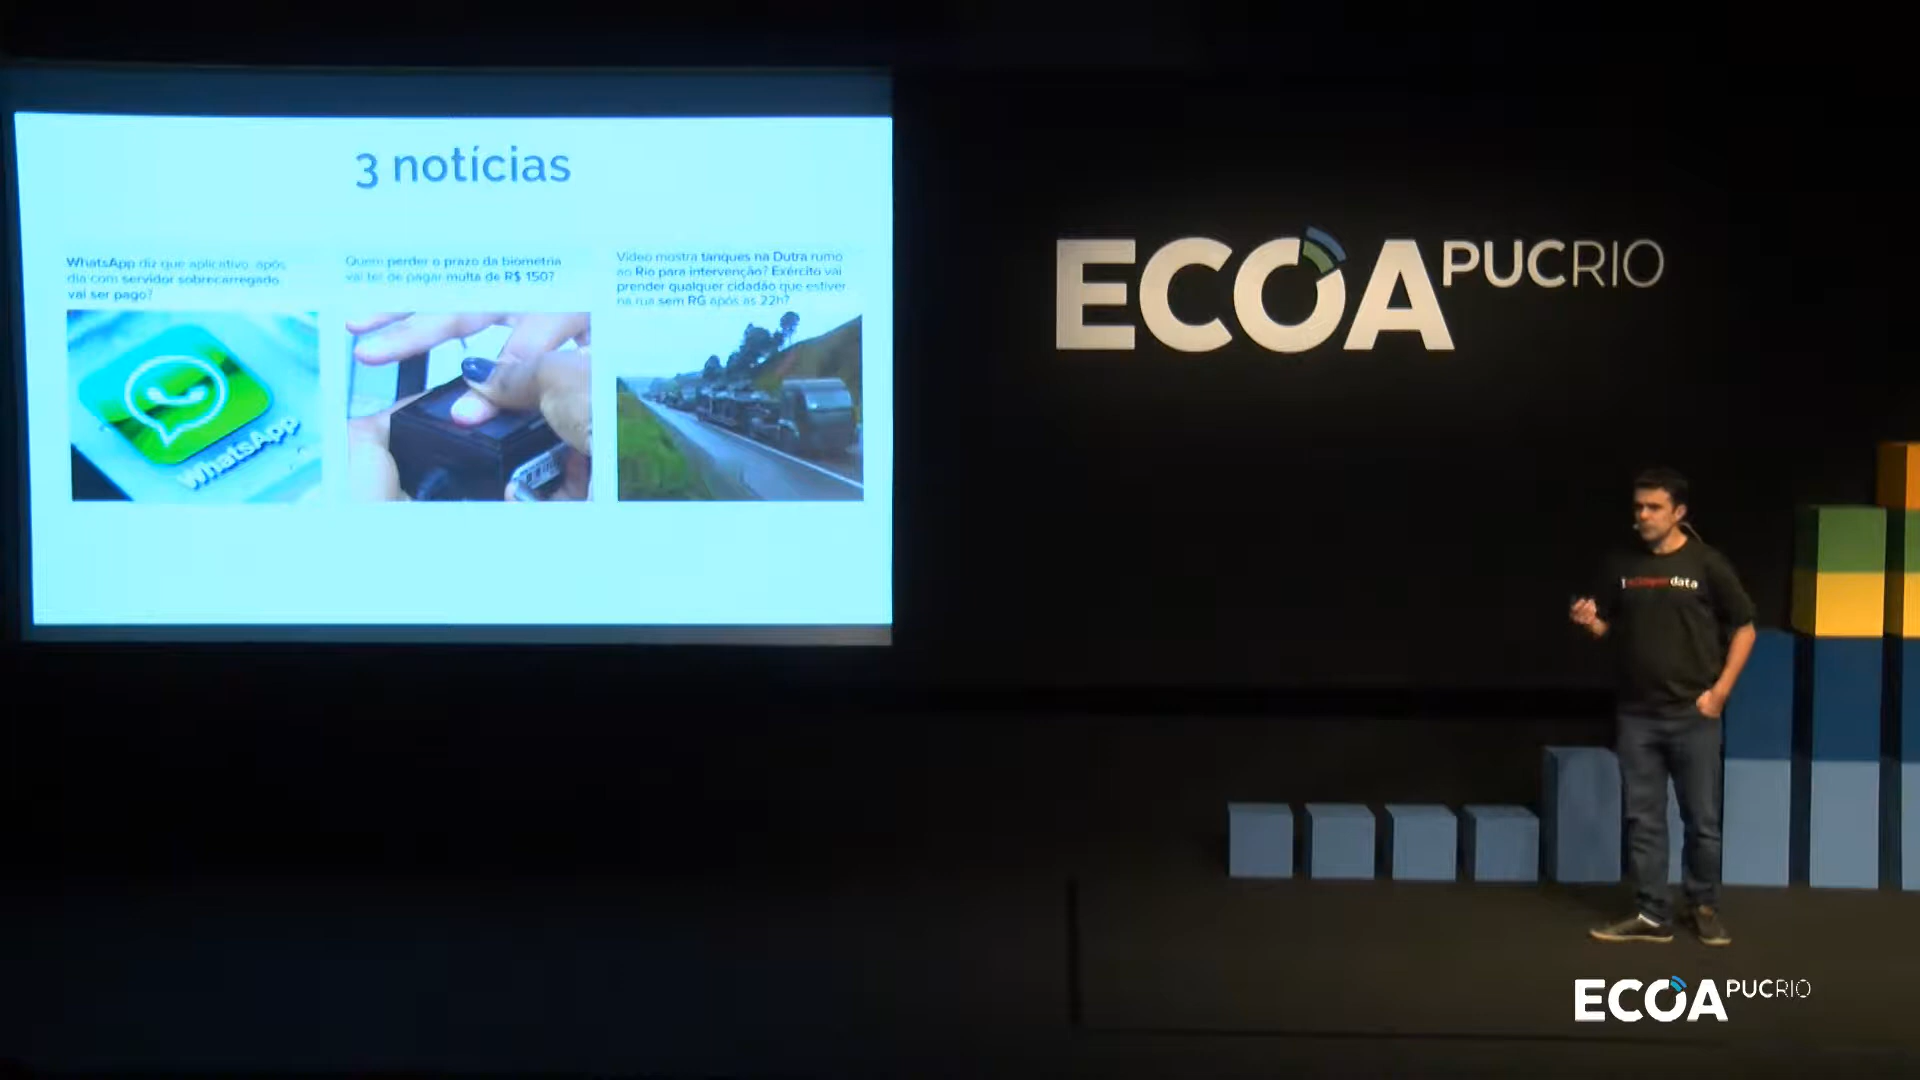 3 notícias
WhatsApp diz que aplicativo, após
dia com servidor sobrecarregado
vai ser pago?
Quem perder o prazo da biometria
vai ter de pagar multa de R$ 150?
Vídeo mostra tanques na Dutra rumo
ao Rio para intervenção? Exército vai
prender qualquer cidadão que estiver
na rua sem RG após as 22h?
WhatsApp
ECOA PUCRIO
data
ECOA PUCRIO